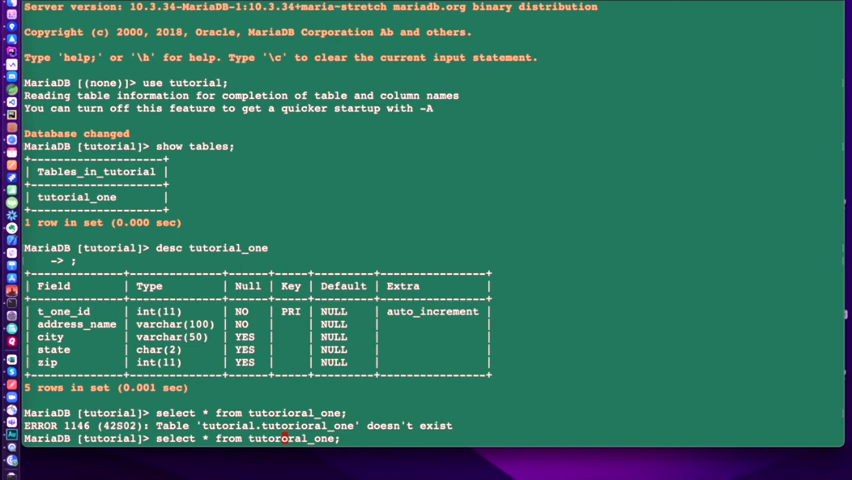 Server version: 10.3.34-MariaDB-1:10.3.34+maria~stretch mariadb.org binary distribution
Copyright (c) 2000, 2018, Oracle, MariaDB Corporation Ab and others.
Type 'help;' or '\h' for help. Type '\c' to clear the current input statement.
MariaDB [(none)]> use tutorial;
Reading table information for completion of table and column names
You can turn off this feature to get a quicker startup with -A
Database changed
MariaDB [tutorial]> show tables;
+--------------------+
| Tables_in_tutorial |
+--------------------+
| tutorial_one       |
+--------------------+
1 row in set (0.000 sec)
MariaDB [tutorial]> desc tutorial_one
    -> ;
+--------------+--------------+------+-----+---------+----------------+
| Field        | Type         | Null | Key | Default | Extra          |
+--------------+--------------+------+-----+---------+----------------+
| t_one_id     | int(11)      | NO   | PRI | NULL    | auto_increment |
| address_name | varchar(100) | NO   |     | NULL    |                |
| city         | varchar(50)  | YES  |     | NULL    |                |
| state        | char(2)      | YES  |     | NULL    |                |
| zip          | int(11)      | YES  |     | NULL    |                |
+--------------+--------------+------+-----+---------+----------------+
5 rows in set (0.001 sec)
MariaDB [tutorial]> select * from tutorioral_one;
ERROR 1146 (42S02): Table 'tutorial.tutorioral_one' doesn't exist
MariaDB [tutorial]> select * from tutororal_one;